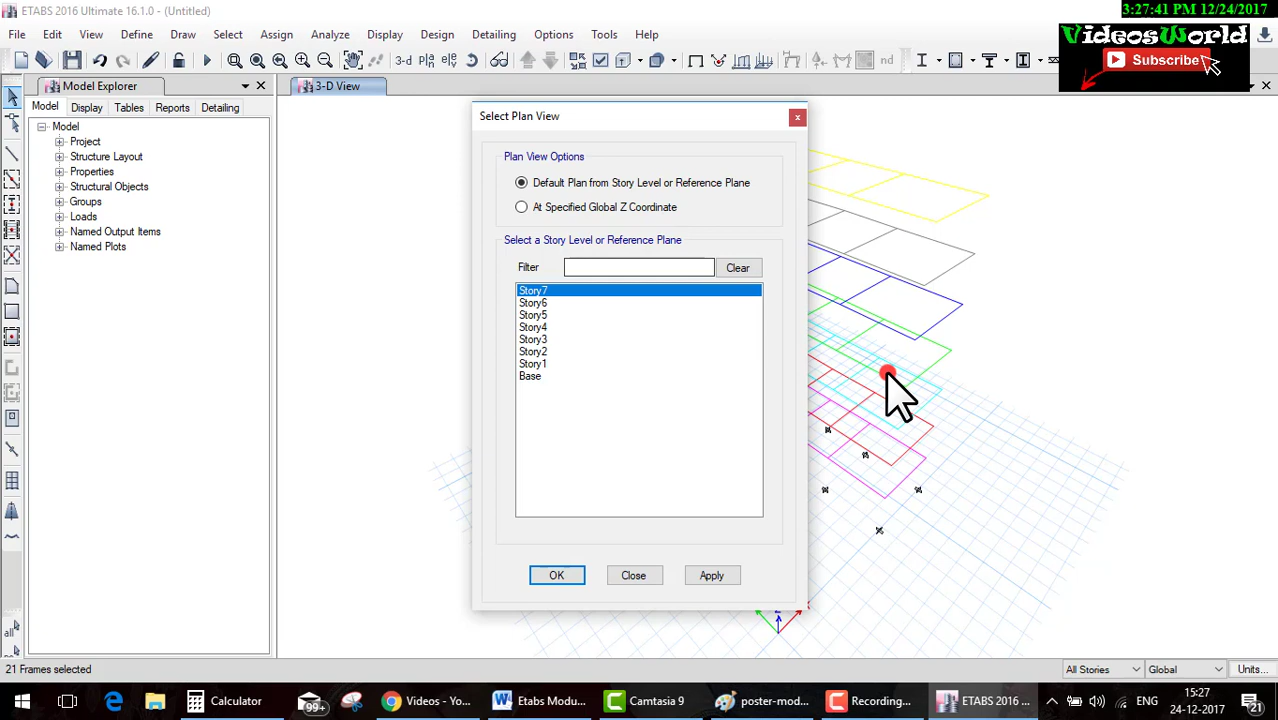 ETABS 2016 Ultimate 16.1.0 - (Untitled)
3:27:41 PM 12/24/2017
File Edit View Define Draw Select Assign Analyze Display Design Detailing Options Tools Help
VideosWorld
Subscribe
3-d
nd
Model Explorer
3-D View
Model Display Tables Reports Detailing
Model
Project
Structure Layout
Properties
Structural Objects
Groups
Loads
Named Output Items
Named Plots
Select Plan View
Plan View Options
Default Plan from Story Level or Reference Plane
At Specified Global Z Coordinate
Select a Story Level or Reference Plane
Filter
Clear
Story7
Story6
Story5
Story4
Story3
Story2
Story1
Base
OK
Close
Apply
Z
all
21 Frames selected
All Stories
Global
Units...
Calculator
99+
Videos - Yo...
Etabs Modu...
Camtasia 9
poster-mod...
Recording...
ETABS 2016 ...
ENG
15:27
24-12-2017
21